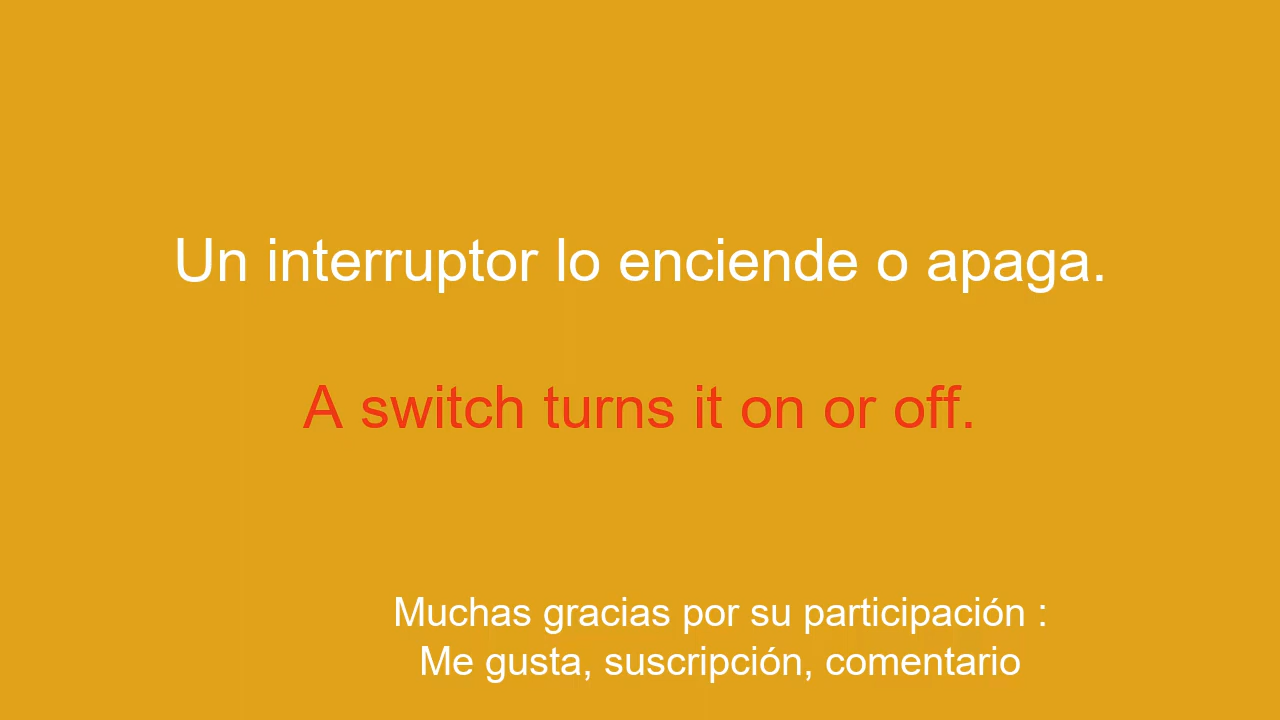 Un interruptor lo enciende o apaga.
A switch turns it on or off.
Muchas gracias por su participación :
Me gusta, suscripción, comentario